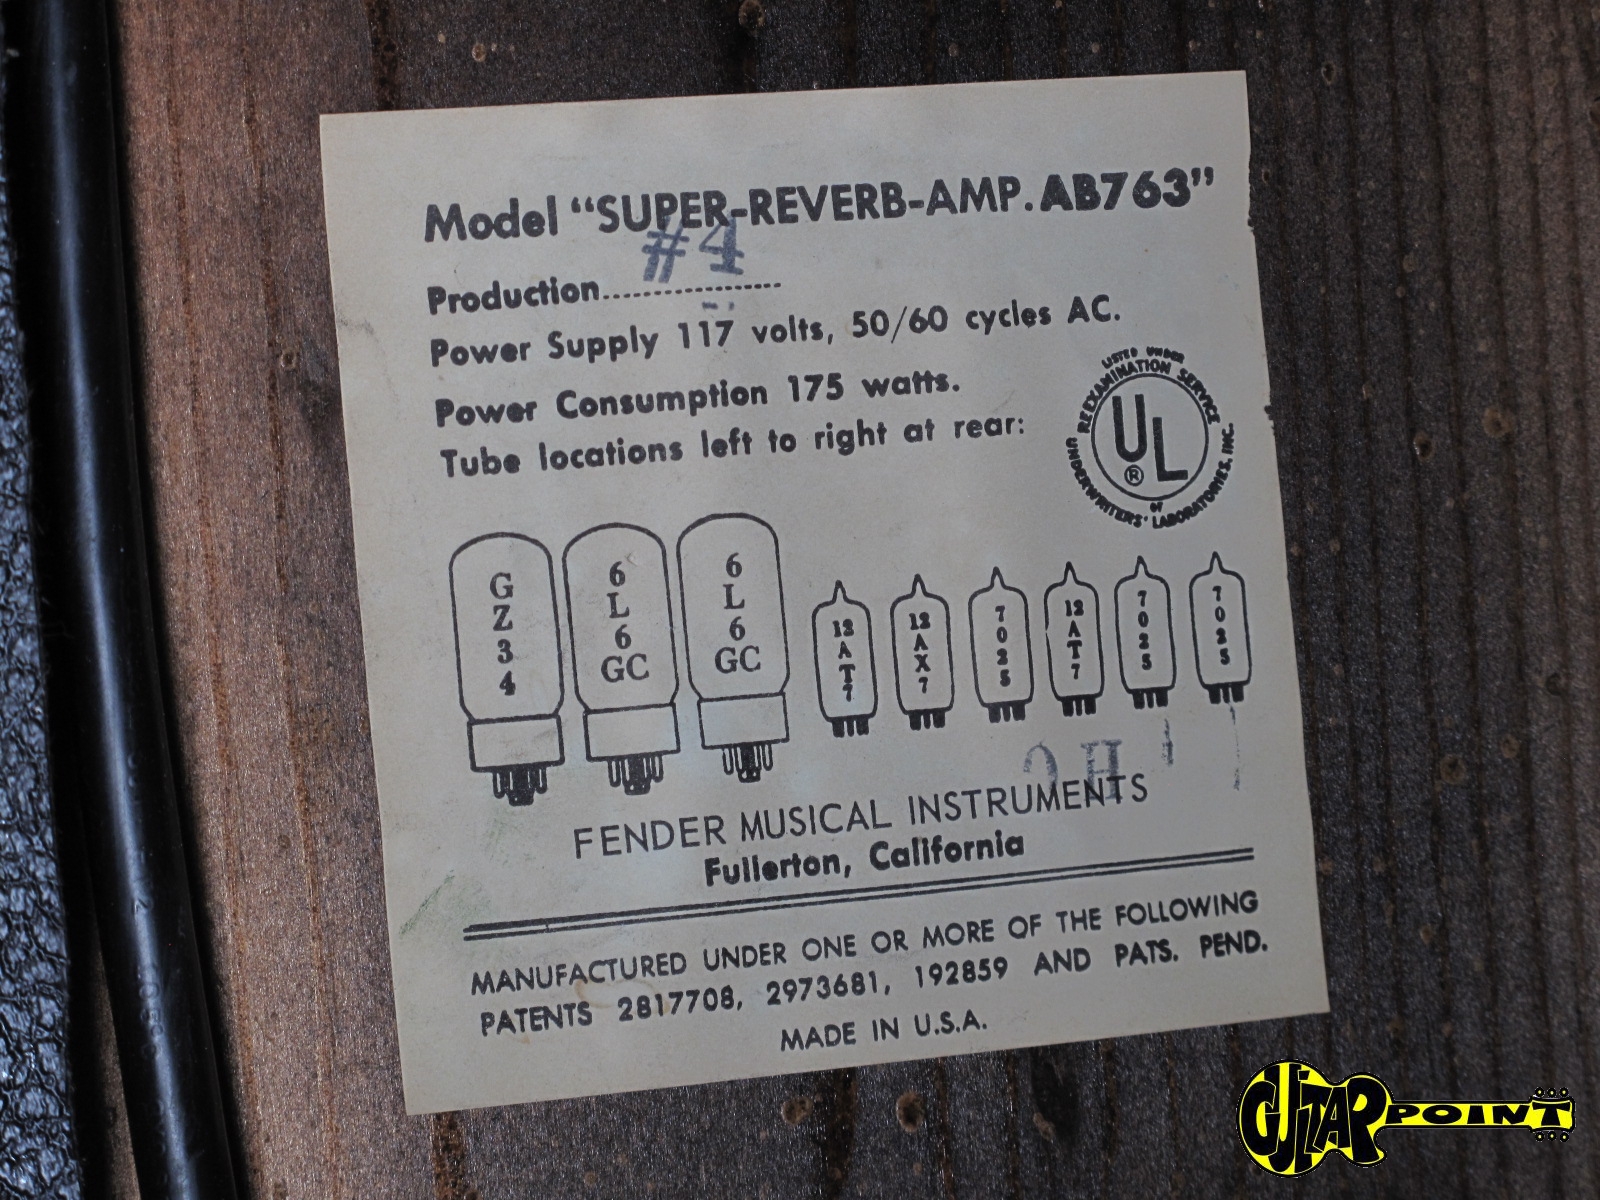 Model “SUPER-REVERB-AMP. AB763”
#4
Production..................
Power Supply 117 volts, 50/60 cycles AC.
Power Consumption 175 watts.
Tube locations left to right at rear:
LISTED UNDER
REEXAMINATION SERVICE
UL
®
OF
UNDERWRITERS' LABORATORIES, INC.
GZ34
6L6GC
6L6GC
12AT7
12AX7
7025
12AT7
7025
7025
FENDER MUSICAL INSTRUMENTS
Fullerton, California
MANUFACTURED UNDER ONE OR MORE OF THE FOLLOWING
PATENTS 2817708, 2973681, 192859 AND PATS. PEND.
MADE IN U.S.A.
GUITAR POINT